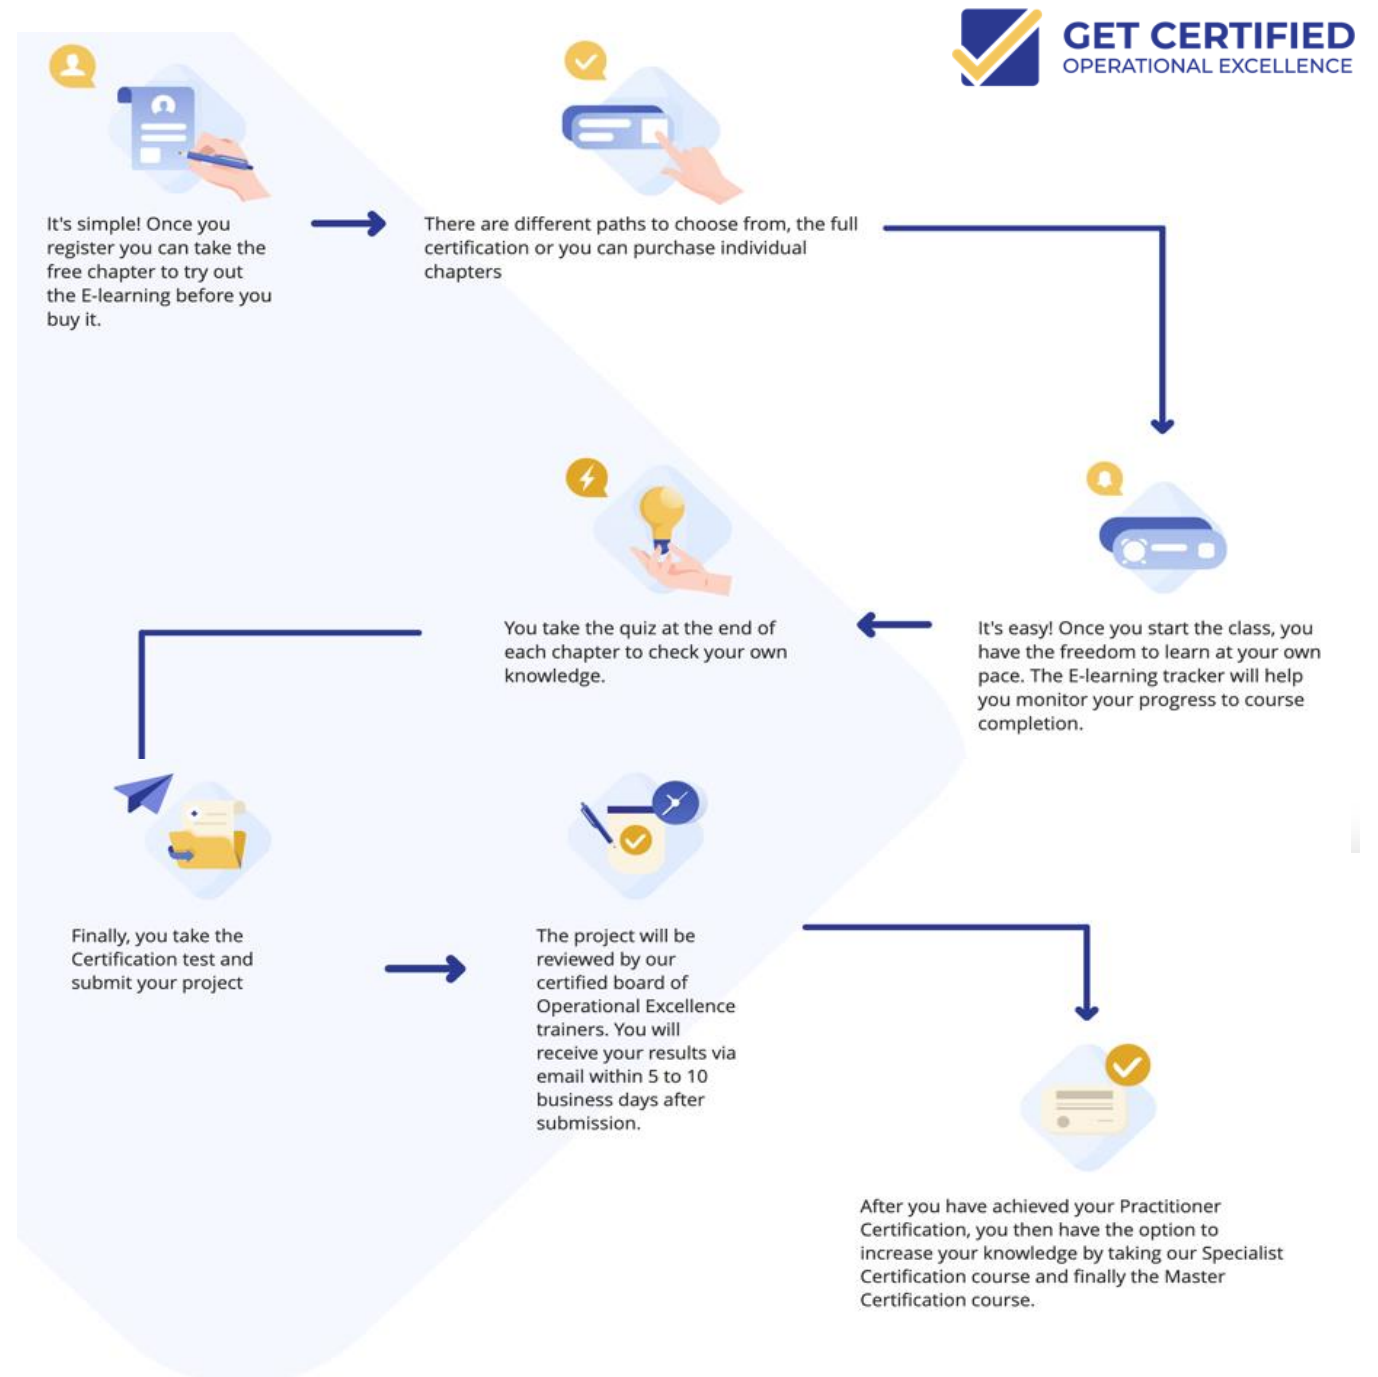 GET CERTIFIED
OPERATIONAL EXCELLENCE
It's simple! Once you
register you can take the
free chapter to try out
the E-learning before you
buy it.
There are different paths to choose from, the full
certification or you can purchase individual
chapters
It's easy! Once you start the class, you
have the freedom to learn at your own
pace. The E-learning tracker will help
you monitor your progress to course
completion.
You take the quiz at the end of
each chapter to check your own
knowledge.
Finally, you take the
Certification test and
submit your project
The project will be
reviewed by our
certified board of
Operational Excellence
trainers. You will
receive your results via
email within 5 to 10
business days after
submission.
After you have achieved your Practitioner
Certification, you then have the option to
increase your knowledge by taking our Specialist
Certification course and finally the Master
Certification course.